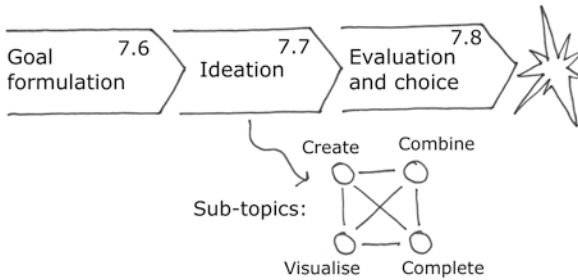 7.6
Goal
formulation
7.7
Ideation
7.8
Evaluation
and choice
Create
Combine
Sub-topics:
Visualise
Complete